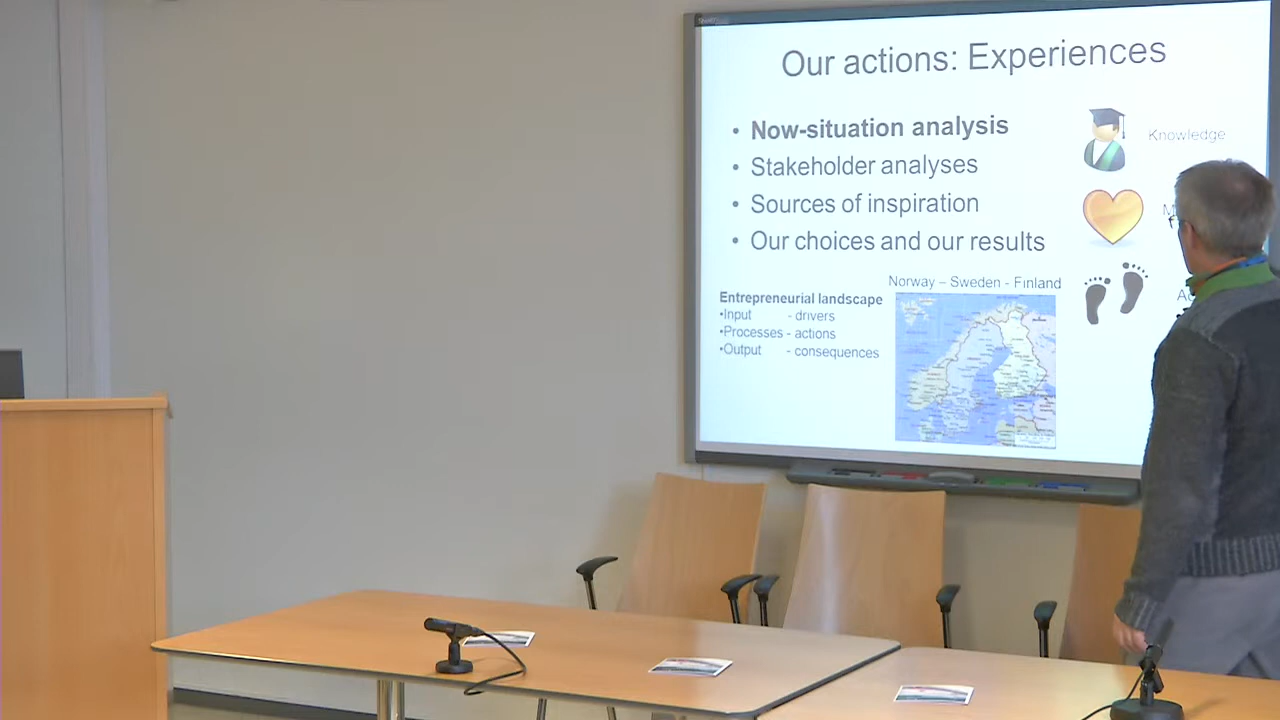 Our actions: Experiences
• Now-situation analysis
• Stakeholder analyses
• Sources of inspiration
• Our choices and our results
Knowledge
Norway – Sweden - Finland
Entrepreneurial landscape
•Input - drivers
•Processes - actions
•Output - consequences